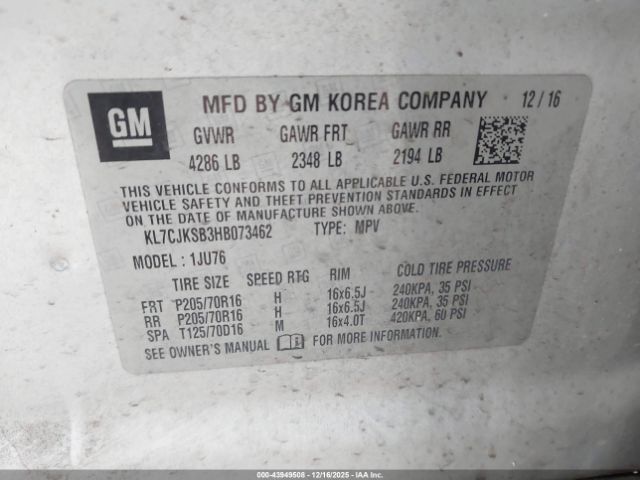 GM
MFD BY GM KOREA COMPANY 12 / 16
GVWR GAWR FRT GAWR RR
4286 LB 2348 LB 2194 LB
THIS VEHICLE CONFORMS TO ALL APPLICABLE U.S. FEDERAL MOTOR
VEHICLE SAFETY AND THEFT PREVENTION STANDARDS IN EFFECT
ON THE DATE OF MANUFACTURE SHOWN ABOVE.
KL7CJKSB3HB073462 TYPE: MPV
MODEL : 1JU76
TIRE SIZE SPEED RTG RIM COLD TIRE PRESSURE
FRT P205/70R16 H 16x6.5J 240KPA, 35 PSI
RR P205/70R16 H 16x6.5J 240KPA, 35 PSI
SPA T125/70D16 M 16x4.0T 420KPA, 60 PSI
SEE OWNER'S MANUAL FOR MORE INFORMATION.
000-43949508 - 12/16/2025 - IAAI.COM